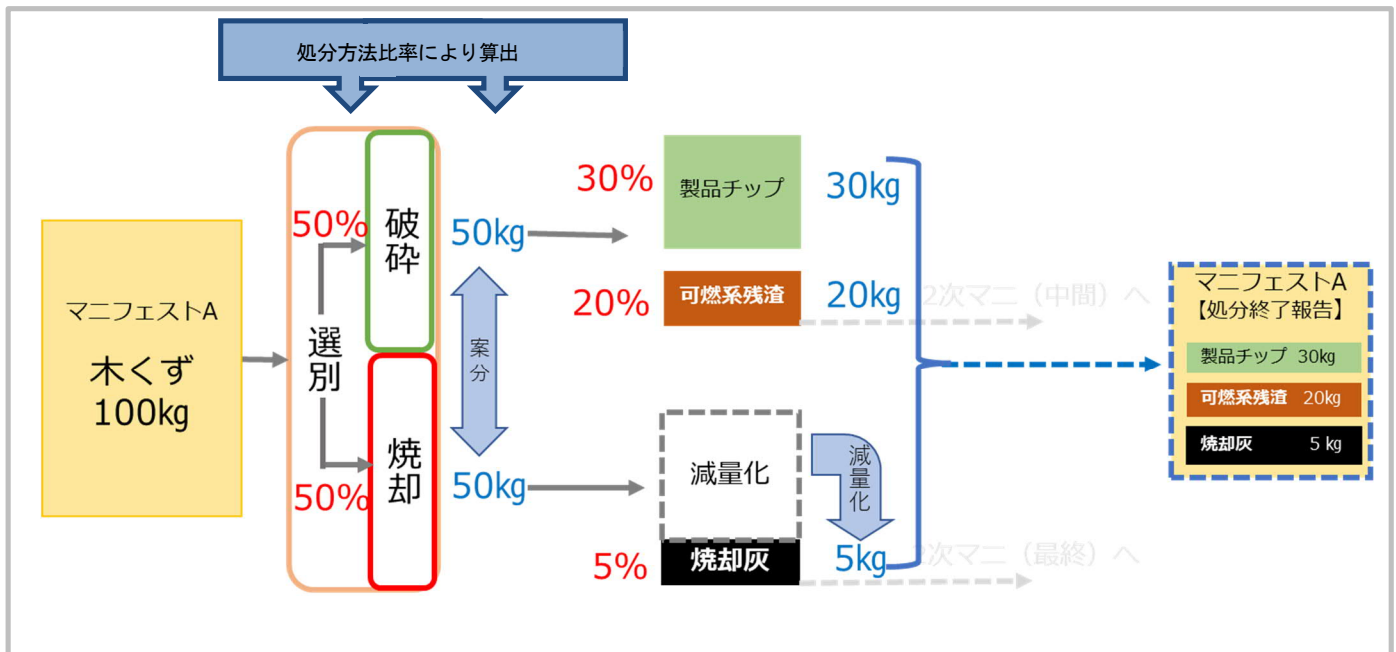 処分方法比率により算出
マニフェストA
木くず
100kg
選別
50%
破砕
50%
焼却
50kg
案分
50kg
30%
製品チップ
30kg
20%
可燃系残渣
20kg
2次マニ（中間）へ
減量化
減量化
5%
焼却灰
5kg
2次マニ（最終）へ
マニフェストA
【処分終了報告】
製品チップ 30kg
可燃系残渣 20kg
焼却灰 5 kg